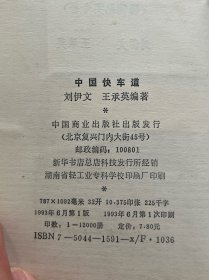 中国快车道
刘伊文 王承英编著
*
中国商业出版社出版发行
(北京复兴门内大街45号)
邮政编码:100801
新华书店总店科技发行所经销
湖南省轻工业专科学校印刷厂印刷
*
787×1092毫米 32开 10·375印张 225千字
1993年6月第1版 1993年6月第1次印刷
印数:1—12000册 定价:7·80元
ISBN7—5044—1591—x/F·1036